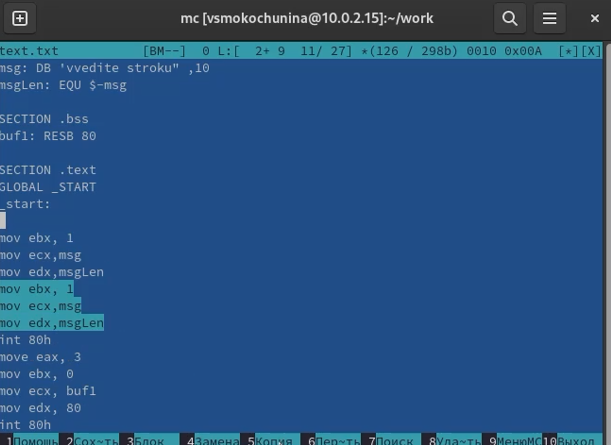 mc [vsmokochunina@10.0.2.15]:~/work
text.txt [BM--] 0 L:[ 2+ 9 11/ 27] *(126 / 298b) 0010 0x00A [*][X]
msg: DB 'vvedite stroku" ,10
msgLen: EQU $-msg
SECTION .bss
buf1: RESB 80
SECTION .text
GLOBAL _START
_start:
mov ebx, 1
mov ecx,msg
mov edx,msgLen
mov ebx, 1
mov ecx,msg
mov edx,msgLen
int 80h
move eax, 3
mov ebx, 0
mov ecx, buf1
mov edx, 80
int 80h
1Помощь 2Сох~ть 3Блок 4Замена 5Копия 6Пер~ть 7Поиск 8Уда~ть 9МенюMC 10Выход